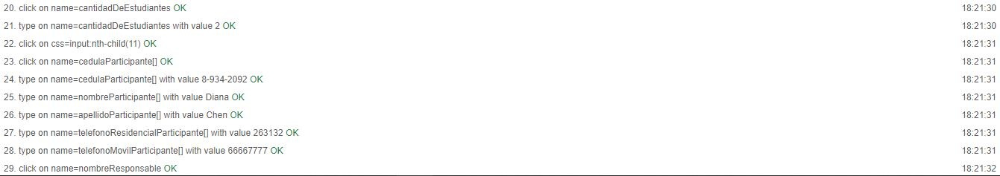 20. click on name=cantidadDeEstudiantes OK 18:21:30
21. type on name=cantidadDeEstudiantes with value 2 OK 18:21:30
22. click on css=input:nth-child(11) OK 18:21:31
23. click on name=cedulaParticipante[] OK 18:21:31
24. type on name=cedulaParticipante[] with value 8-934-2092 OK 18:21:31
25. type on name=nombreParticipante[] with value Diana OK 18:21:31
26. type on name=apellidoParticipante[] with value Chen OK 18:21:31
27. type on name=telefonoResidencialParticipante[] with value 263132 OK 18:21:31
28. type on name=telefonoMovilParticipante[] with value 66667777 OK 18:21:31
29. click on name=nombreResponsable OK 18:21:32